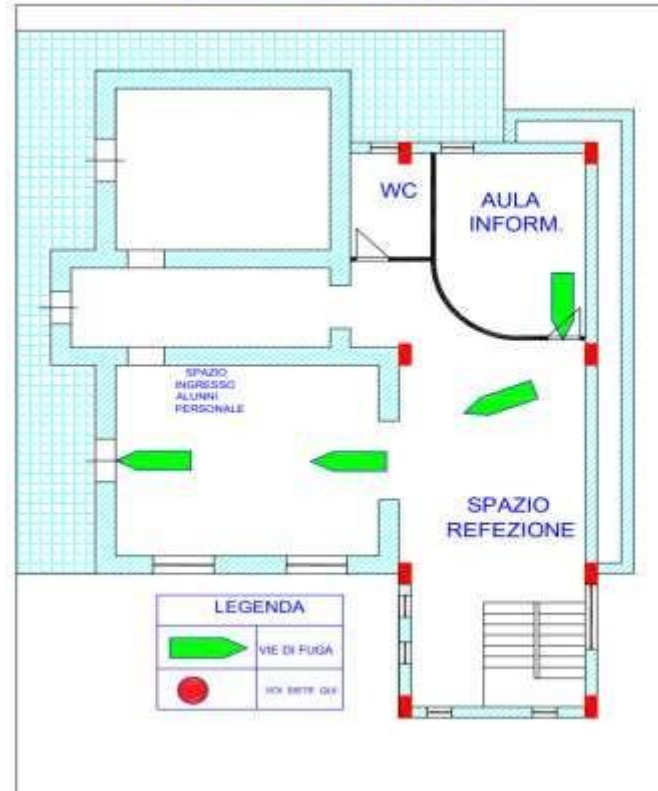 WC
AULA
INFORM.
SPAZIO
INGRESSO
ALUNNI
PERSONALE
SPAZIO
REFEZIONE
LEGENDA
VIE DI FUGA
VOI SIETE QUI